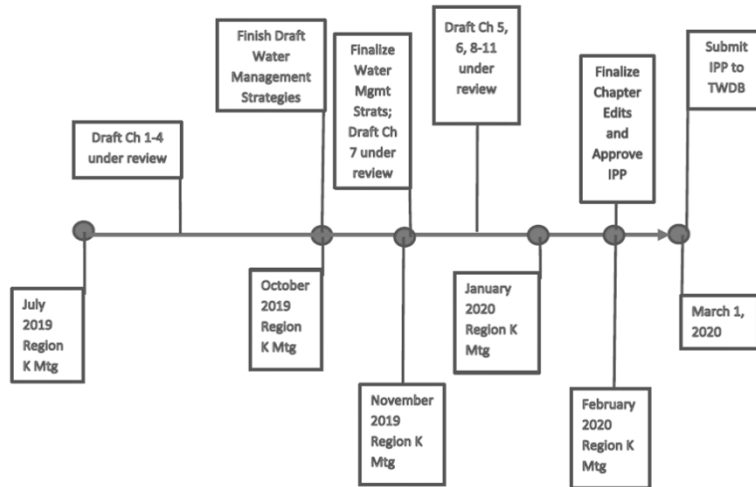 Draft Ch 1-4
under review
Finish Draft
Water
Management
Strategies
Finalize
Water
Mgmt
Strats;
Draft Ch
7 under
review
Draft Ch 5,
6, 8-11
under
review
Finalize
Chapter
Edits
and
Approve
IPP
Submit
IPP to
TWDB
July
2019
Region
K Mtg
October
2019
Region
K Mtg
November
2019
Region K
Mtg
January
2020
Region K
Mtg
February
2020
Region K
Mtg
March 1,
2020